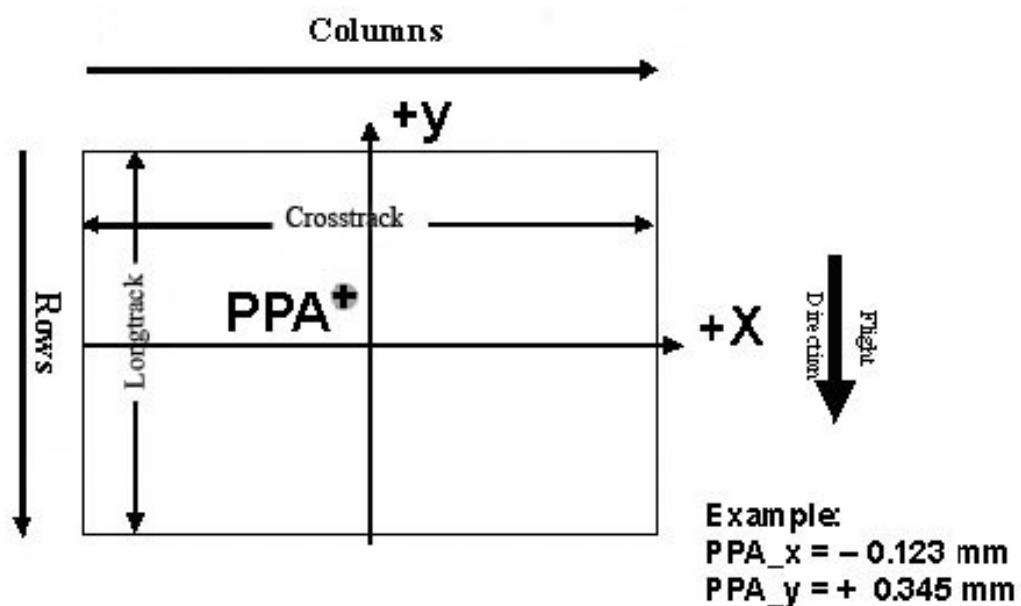 Columns
+y
Crosstrack
Rows
Longtrack
PPA+
+X
Flight
Direction
Example:
PPA_x = – 0.123 mm
PPA_y = + 0.345 mm